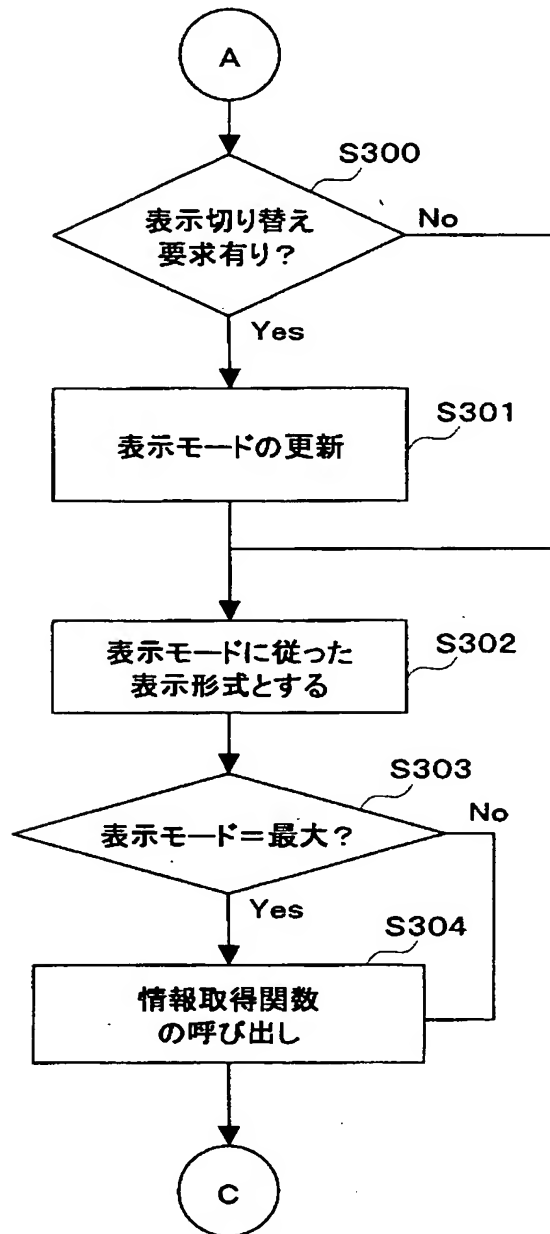 A
S300
表示切り替え
要求有り？
No
Yes
S301
表示モードの更新
S302
表示モードに従った
表示形式とする
S303
表示モード＝最大？
No
Yes
S304
情報取得関数
の呼び出し
C